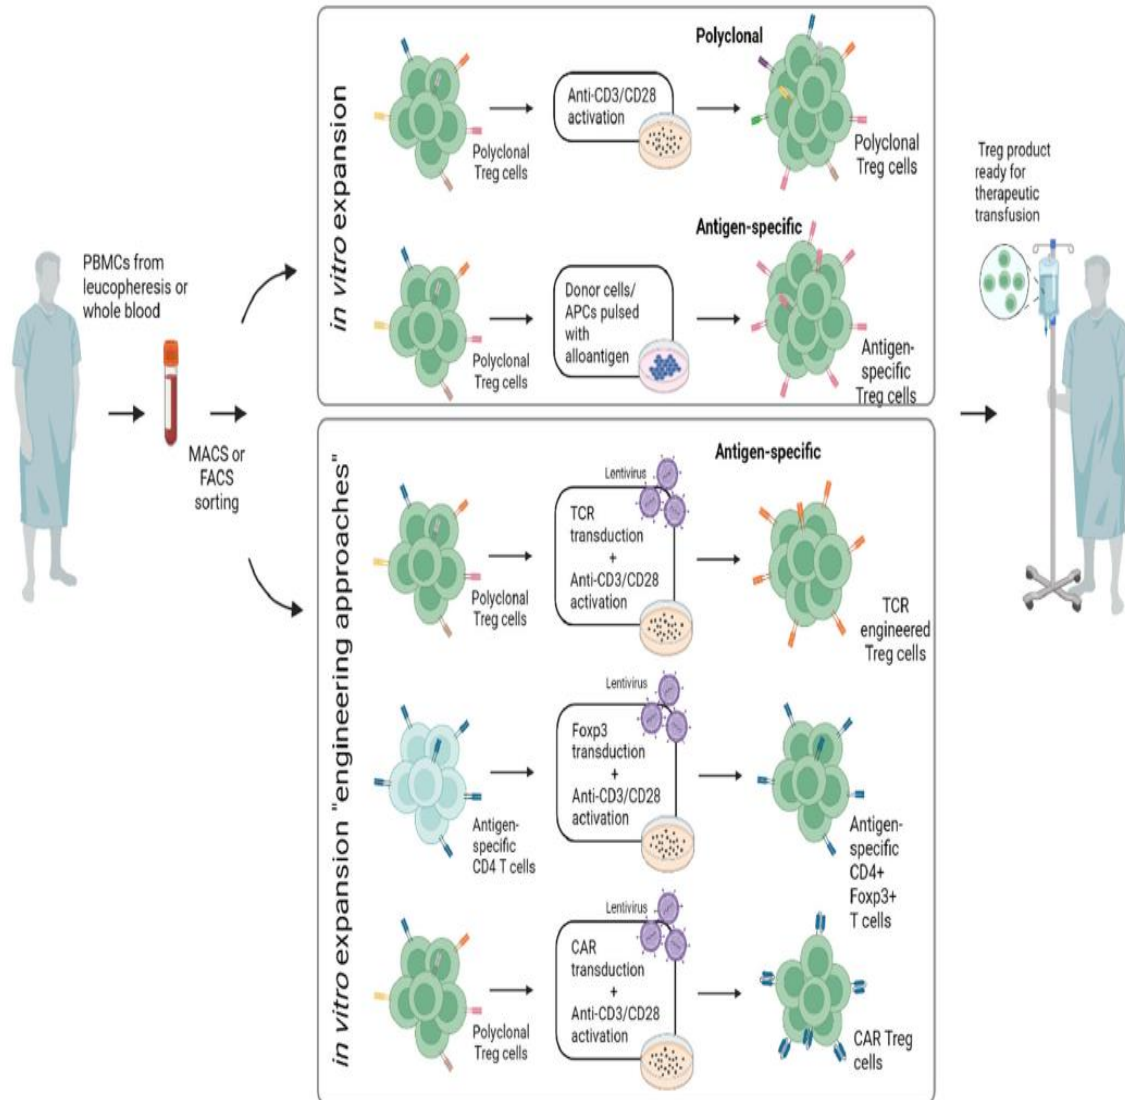 PBMCs from
leucopheresis or
whole blood
MACS or
FACS
sorting
in vitro expansion
Polyclonal
Polyclonal
Treg cells
Anti-CD3/CD28
activation
Polyclonal
Treg cells
Antigen-specific
Polyclonal
Treg cells
Donor cells/
APCs pulsed
with
alloantigen
Antigen-
specific
Treg cells
in vitro expansion "engineering approaches"
Antigen-specific
Polyclonal
Treg cells
Lentivirus
TCR
transduction
+
Anti-CD3/CD28
activation
TCR
engineered
Treg cells
Antigen-
specific
CD4 T cells
Lentivirus
Foxp3
transduction
+
Anti-CD3/CD28
activation
Antigen-
specific
CD4+
Foxp3+
T cells
Polyclonal
Treg cells
Lentivirus
CAR
transduction
+
Anti-CD3/CD28
activation
CAR Treg
cells
Treg product
ready for
therapeutic
transfusion